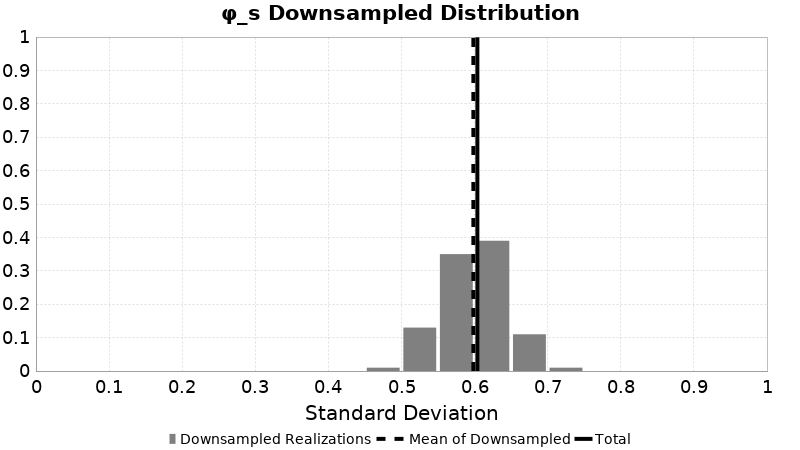 φ_s Downsampled Distribution
1
0.9
0.8
0.7
0.6
0.5
0.4
0.3
0.2
0.1
0
0 0.1 0.2 0.3 0.4 0.5 0.6 0.7 0.8 0.9 1
Standard Deviation
Downsampled Realizations Mean of Downsampled Total